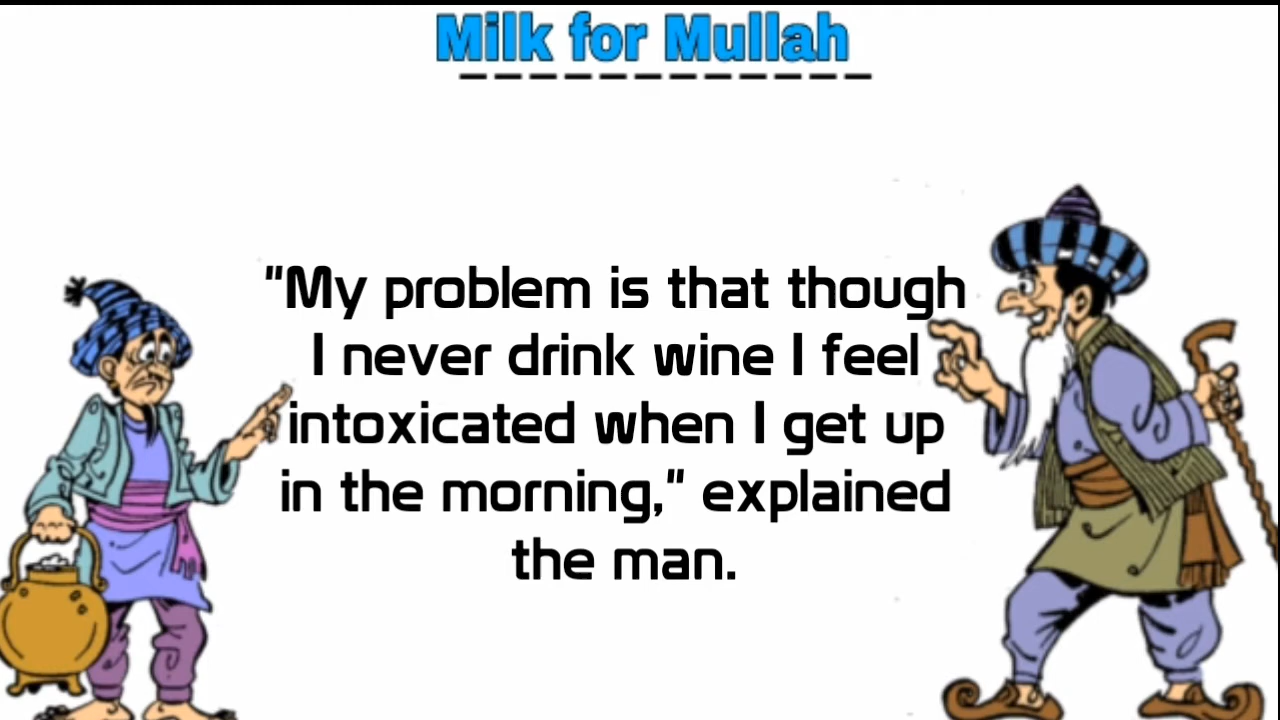 Milk for Mullah
"My problem is that though
I never drink wine I feel
intoxicated when I get up
in the morning," explained
the man.